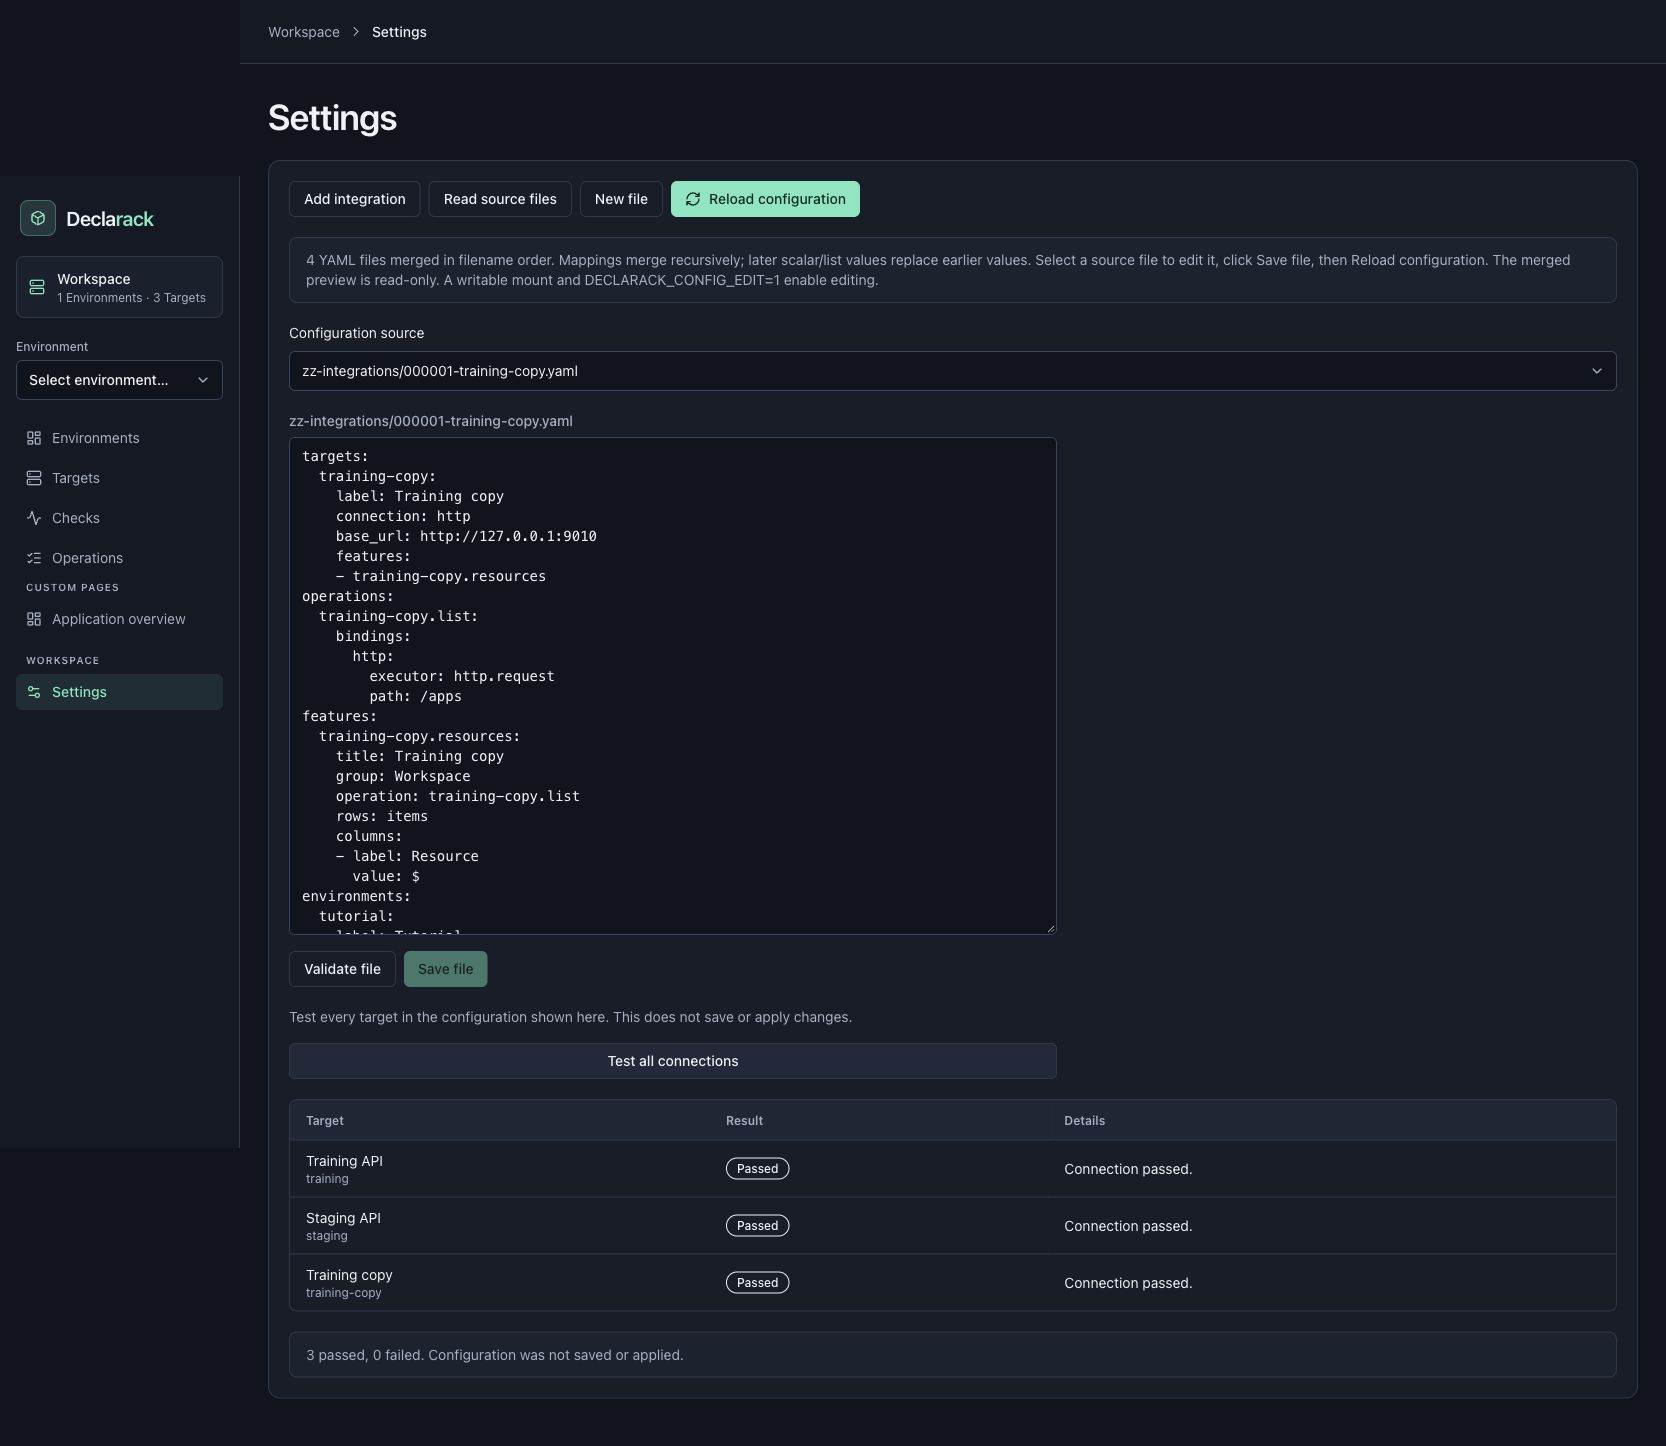 Workspace > Settings
Settings
Declarack
Workspace
1 Environments · 3 Targets
Environment
Select environment...
Environments
Targets
Checks
Operations
CUSTOM PAGES
Application overview
WORKSPACE
Settings
Add integration
Read source files
New file
Reload configuration
4 YAML files merged in filename order. Mappings merge recursively; later scalar/list values replace earlier values. Select a source file to edit it, click Save file, then Reload configuration. The merged
preview is read-only. A writable mount and DECLARACK_CONFIG_EDIT=1 enable editing.
Configuration source
zz-integrations/000001-training-copy.yaml
zz-integrations/000001-training-copy.yaml
targets:
  training-copy:
    label: Training copy
    connection: http
    base_url: http://127.0.0.1:9010
    features:
    - training-copy.resources
operations:
  training-copy.list:
    bindings:
      http:
        executor: http.request
        path: /apps
features:
  training-copy.resources:
    title: Training copy
    group: Workspace
    operation: training-copy.list
    rows: items
    columns:
    - label: Resource
      value: $
environments:
  tutorial:
    label: Tutorial
Validate file
Save file
Test every target in the configuration shown here. This does not save or apply changes.
Test all connections
Target Result Details
Training API
training
Passed
Connection passed.
Staging API
staging
Passed
Connection passed.
Training copy
training-copy
Passed
Connection passed.
3 passed, 0 failed. Configuration was not saved or applied.